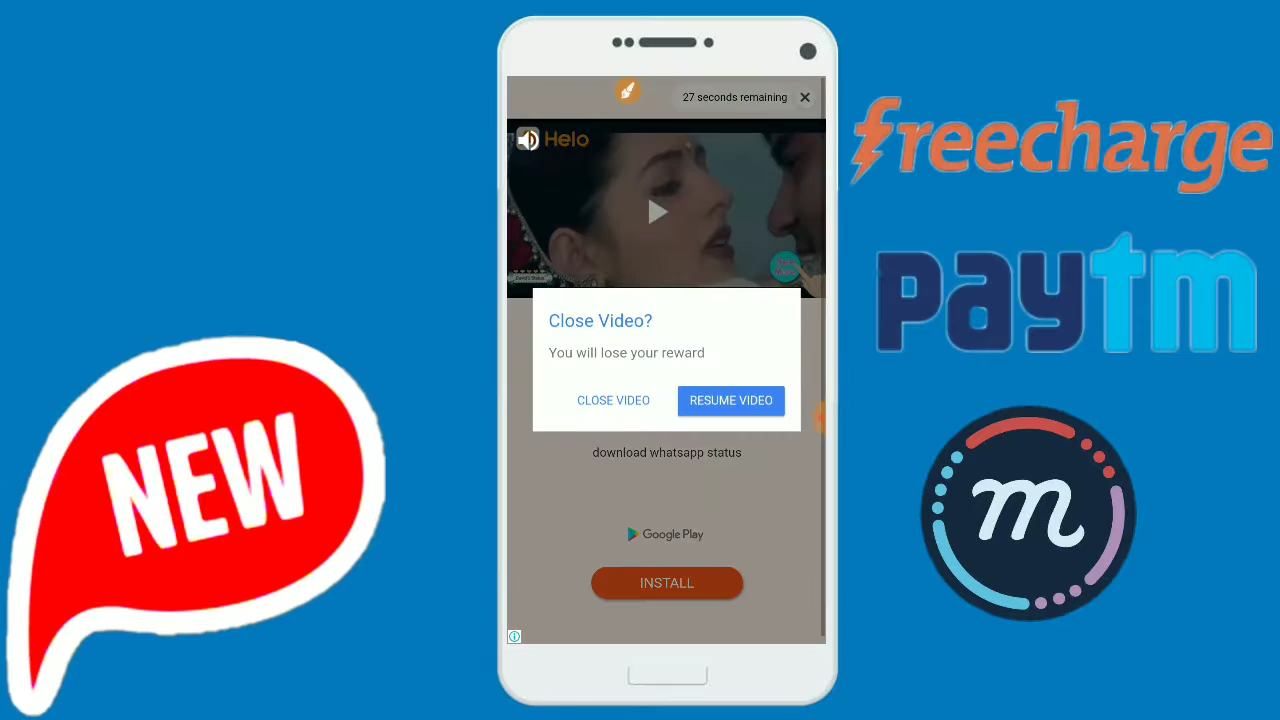 27 seconds remaining
Helo
Close Video?
You will lose your reward
CLOSE VIDEO
RESUME VIDEO
download whatsapp status
Google Play
INSTALL
NEW
freecharge
paytm
m